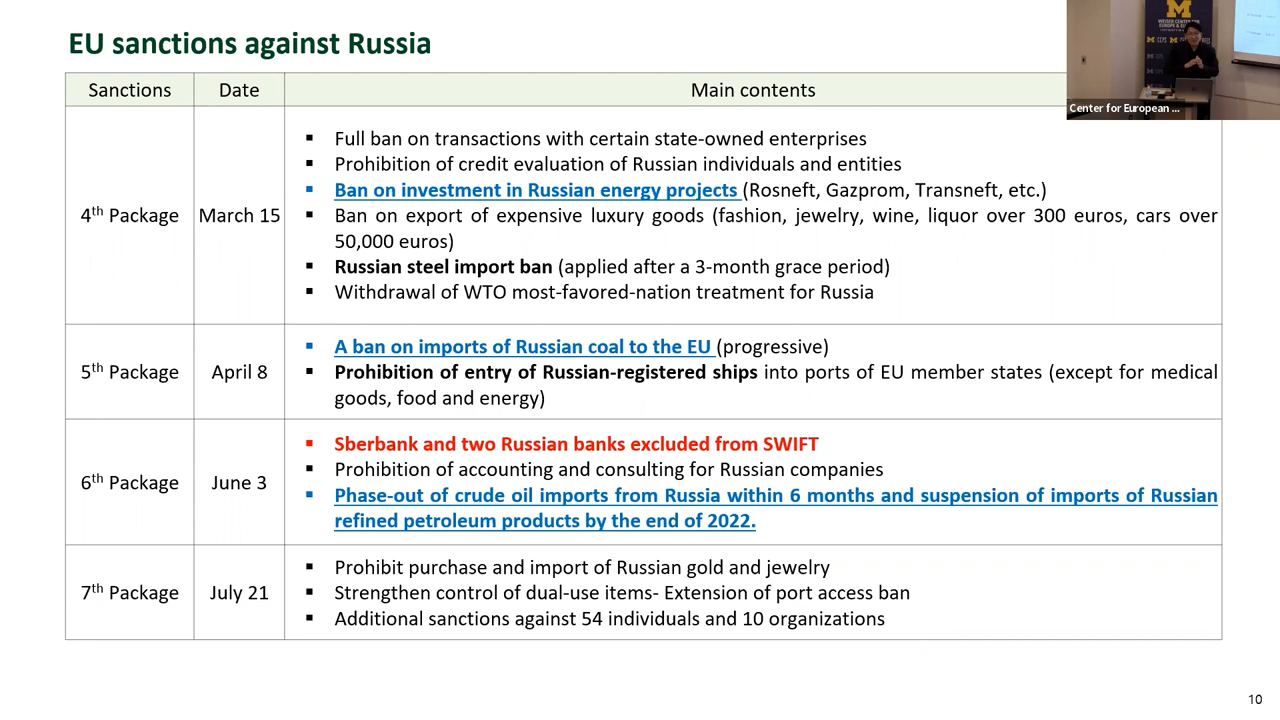 EU sanctions against Russia
Sanctions Date Main contents
4th Package March 15
▪ Full ban on transactions with certain state-owned enterprises
▪ Prohibition of credit evaluation of Russian individuals and entities
▪ Ban on investment in Russian energy projects (Rosneft, Gazprom, Transneft, etc.)
▪ Ban on export of expensive luxury goods (fashion, jewelry, wine, liquor over 300 euros, cars over
50,000 euros)
▪ Russian steel import ban (applied after a 3-month grace period)
▪ Withdrawal of WTO most-favored-nation treatment for Russia
5th Package April 8
▪ A ban on imports of Russian coal to the EU (progressive)
▪ Prohibition of entry of Russian-registered ships into ports of EU member states (except for medical
goods, food and energy)
6th Package June 3
▪ Sberbank and two Russian banks excluded from SWIFT
▪ Prohibition of accounting and consulting for Russian companies
▪ Phase-out of crude oil imports from Russia within 6 months and suspension of imports of Russian
refined petroleum products by the end of 2022.
7th Package July 21
▪ Prohibit purchase and import of Russian gold and jewelry
▪ Strengthen control of dual-use items- Extension of port access ban
▪ Additional sanctions against 54 individuals and 10 organizations
M
WEISER CENTER
Center for European ...
10